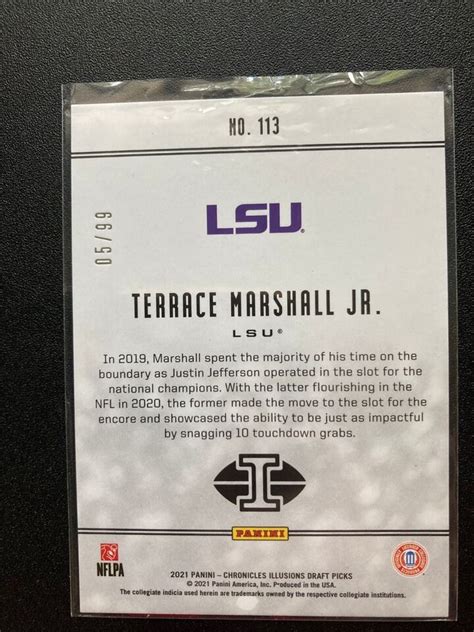 NO. 113
LSU®
05/99
TERRACE MARSHALL JR.
LSU®
In 2019, Marshall spent the majority of his time on the
boundary as Justin Jefferson operated in the slot for the
national champions. With the latter flourishing in the
NFL in 2020, the former made the move to the slot for the
encore and showcased the ability to be just as impactful
by snagging 10 touchdown grabs.
I
PANINI
NFLPA
2021 PANINI – CHRONICLES ILLUSIONS DRAFT PICKS
© 2021 Panini America, Inc. Produced in the USA.
The collegiate indicia used herein are trademarks owned by the respective collegiate institutions.